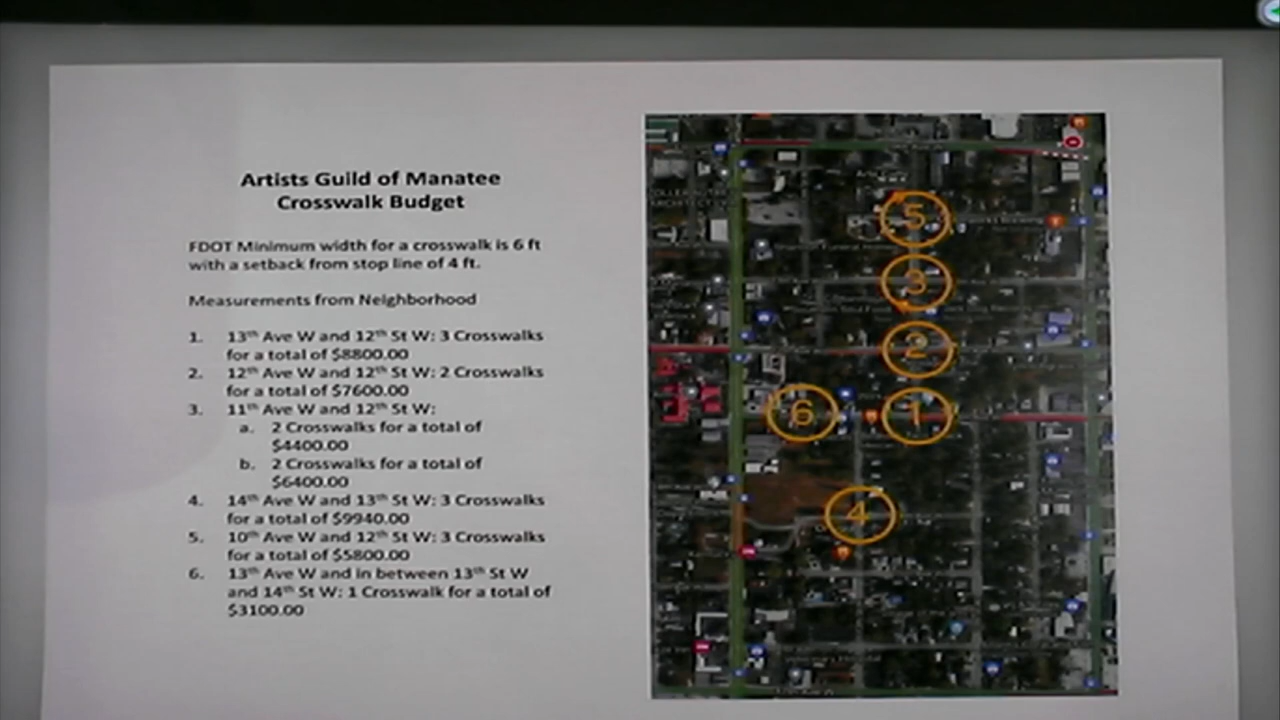 Artists Guild of Manatee
Crosswalk Budget
FDOT Minimum width for a crosswalk is 6 ft
with a setback from stop line of 4 ft.
Measurements from Neighborhood
1. 13th Ave W and 12th St W: 3 Crosswalks
for a total of $8800.00
2. 12th Ave W and 12th St W: 2 Crosswalks
for a total of $7600.00
3. 11th Ave W and 12th St W:
a. 2 Crosswalks for a total of
$4400.00
b. 2 Crosswalks for a total of
$6400.00
4. 14th Ave W and 13th St W: 3 Crosswalks
for a total of $9940.00
5. 10th Ave W and 12th St W: 3 Crosswalks
for a total of $5800.00
6. 13th Ave W and in between 13th St W
and 14th St W: 1 Crosswalk for a total of
$3100.00
5
3
2
6 1
4